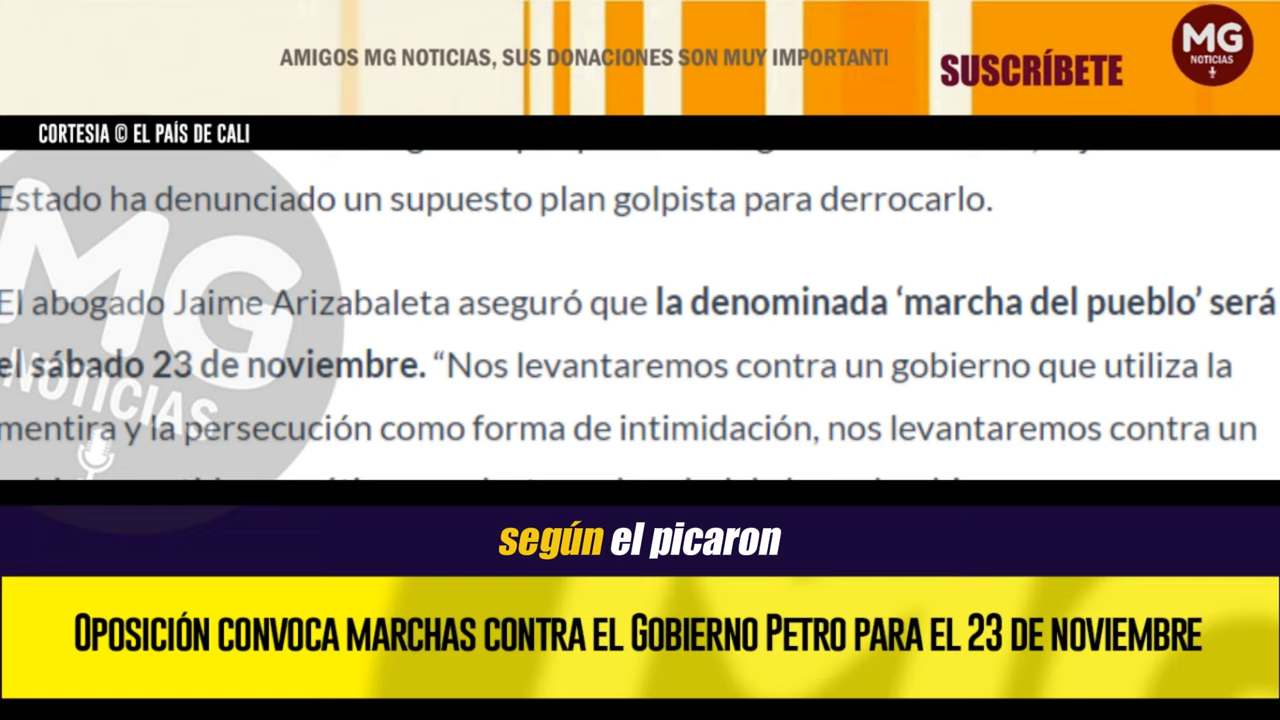 AMIGOS MG NOTICIAS, SUS DONACIONES SON MUY IMPORTANTI
SUSCRÍBETE
MG
NOTICIAS
CORTESIA © EL PAÍS DE CALI
Estado ha denunciado un supuesto plan golpista para derrocarlo.
El abogado Jaime Arizabaleta aseguró que la denominada ‘marcha del pueblo’ será
el sábado 23 de noviembre. “Nos levantaremos contra un gobierno que utiliza la
mentira y la persecución como forma de intimidación, nos levantaremos contra un
MG
NOTICIAS
según el picaron
OPOSICIÓN CONVOCA MARCHAS CONTRA EL GOBIERNO PETRO PARA EL 23 DE NOVIEMBRE